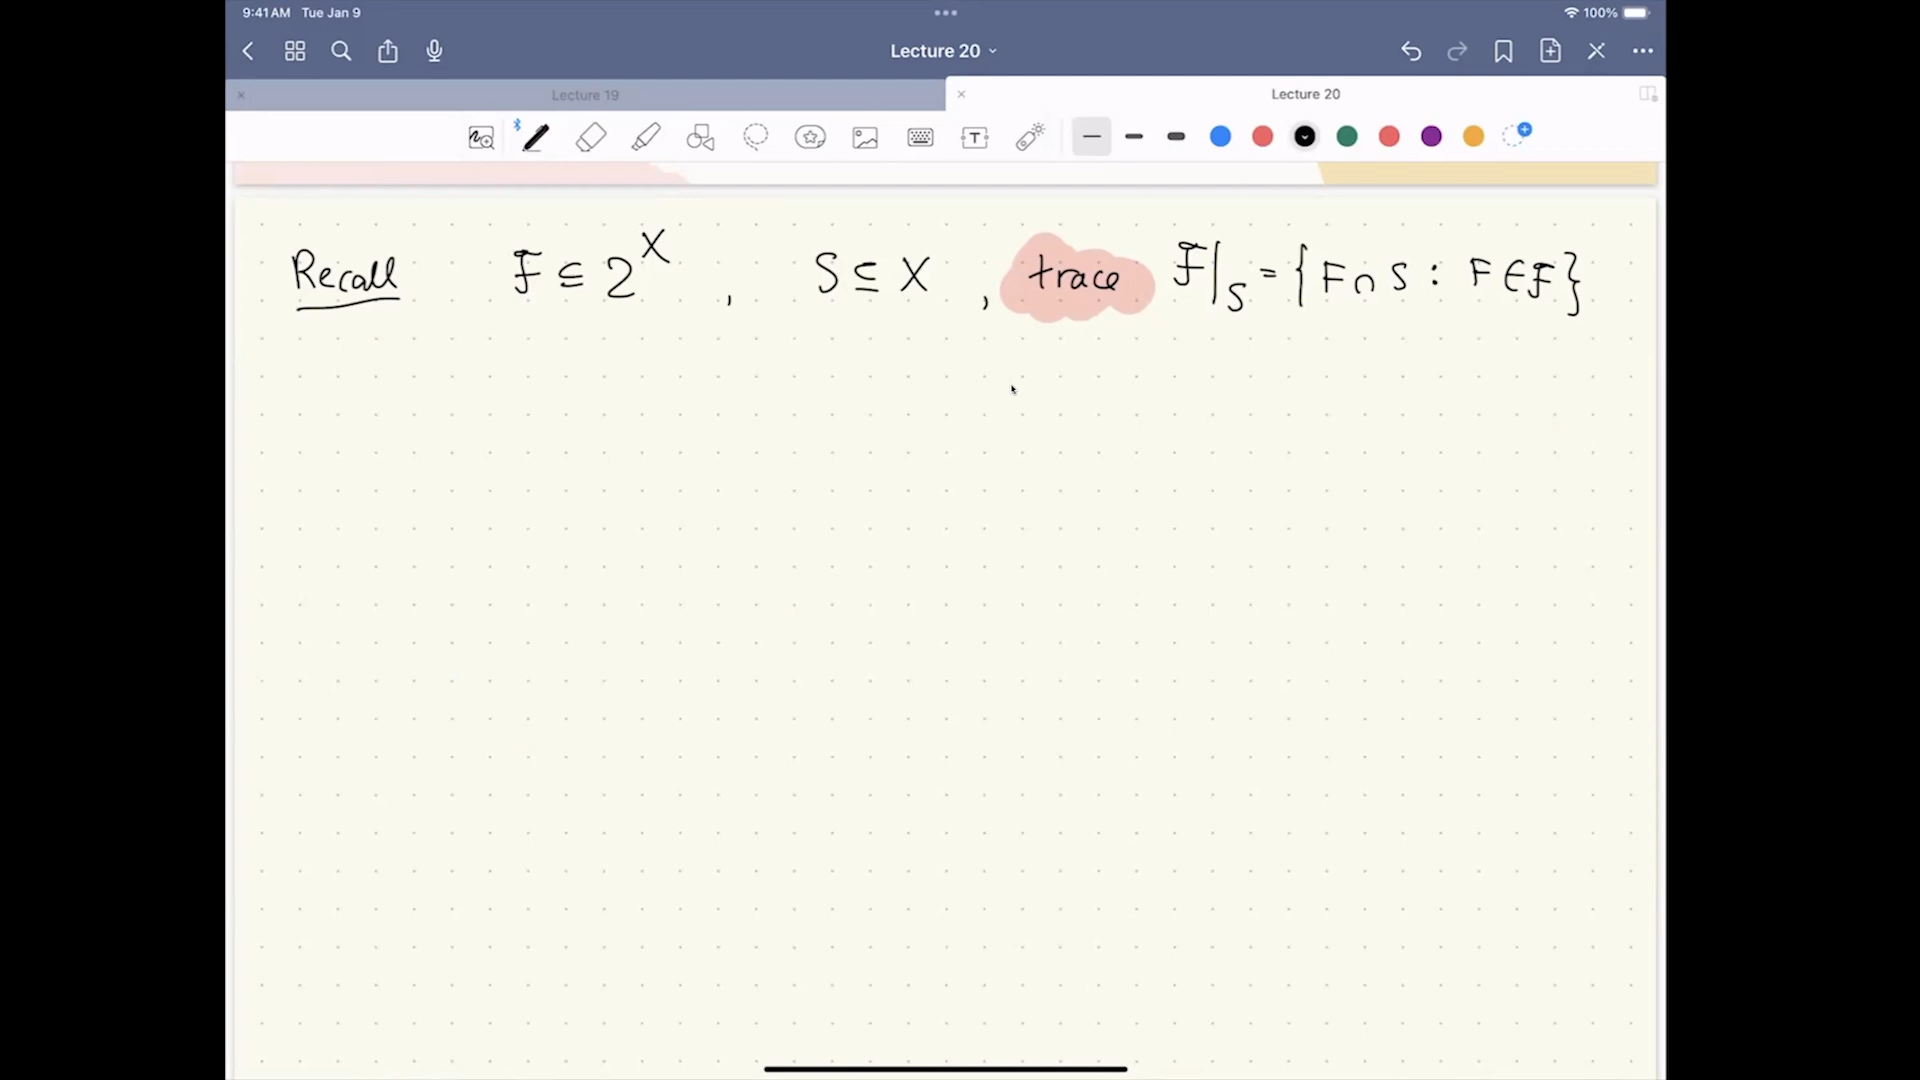 9:41 AM Tue Jan 9 100%
Lecture 20
Lecture 19 Lecture 20
Recall ℱ ⊆ 2^X , S ⊆ X , trace ℱ|_S = {F ∩ S : F ∈ ℱ}